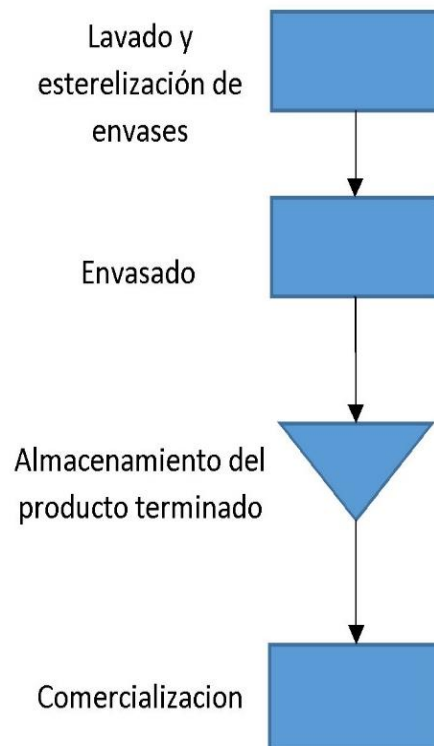 Lavado y
esterelización de
envases
Envasado
Almacenamiento del
producto terminado
Comercializacion